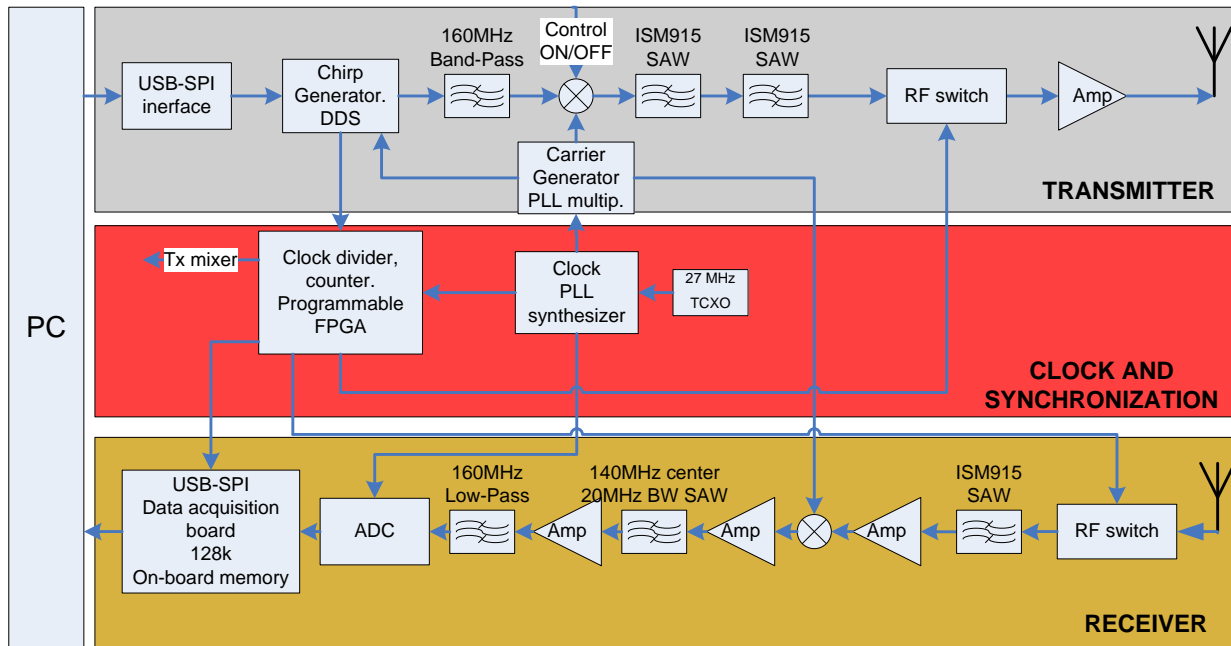 PC
160MHz
Band-Pass
Control
ON/OFF
ISM915
SAW
ISM915
SAW
USB-SPI
inerface
Chirp
Generator.
DDS
RF switch
Amp
Carrier
Generator
PLL multip.
TRANSMITTER
Tx mixer
Clock divider,
counter.
Programmable
FPGA
Clock
PLL
synthesizer
27 MHz
TCXO
CLOCK AND
SYNCHRONIZATION
USB-SPI
Data acquisition
board
128k
On-board memory
ADC
160MHz
Low-Pass
Amp
140MHz center
20MHz BW SAW
Amp
Amp
ISM915
SAW
RF switch
RECEIVER